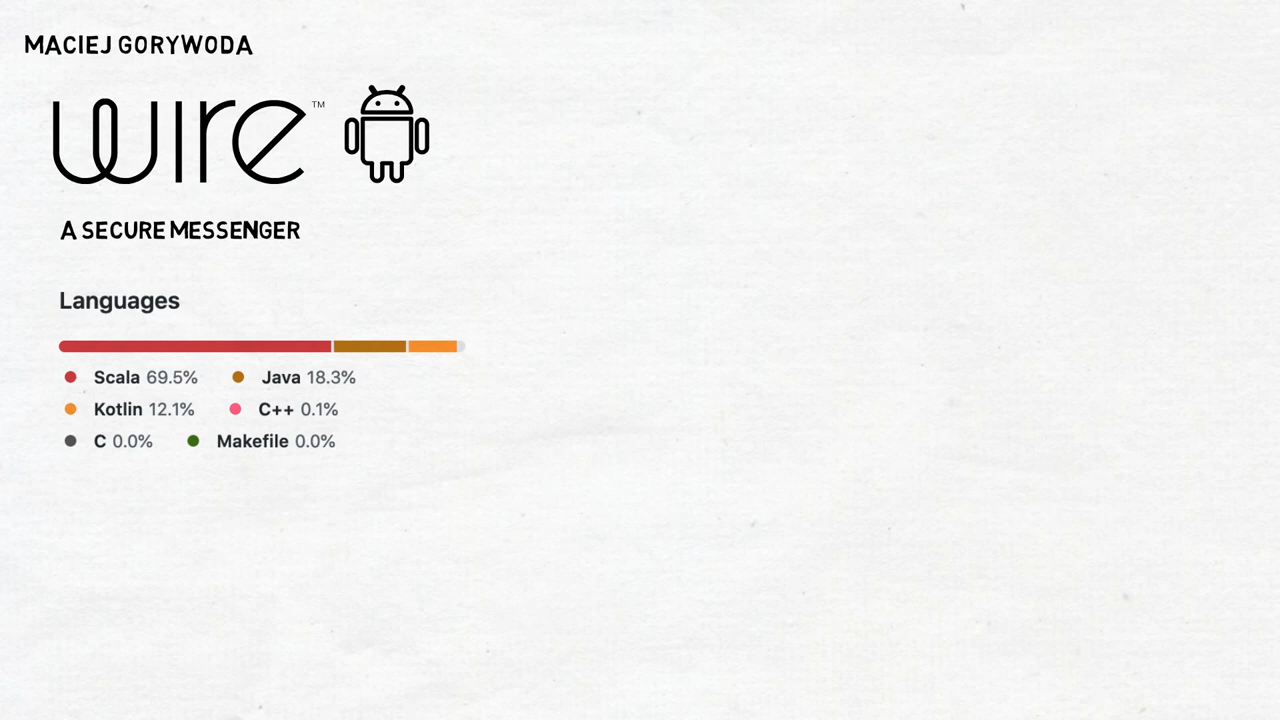 MACIEJ GORYWODA
wire™
A SECURE MESSENGER
Languages
Scala 69.5% Java 18.3%
Kotlin 12.1% C++ 0.1%
C 0.0% Makefile 0.0%